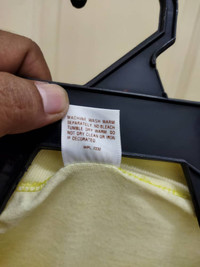 MACHINE WASH WARM
SEPARATELY NO BLEACH
TUMBLE DRY WARM DO
NOT DRY CLEAN OR IRON
IF DECORATED.